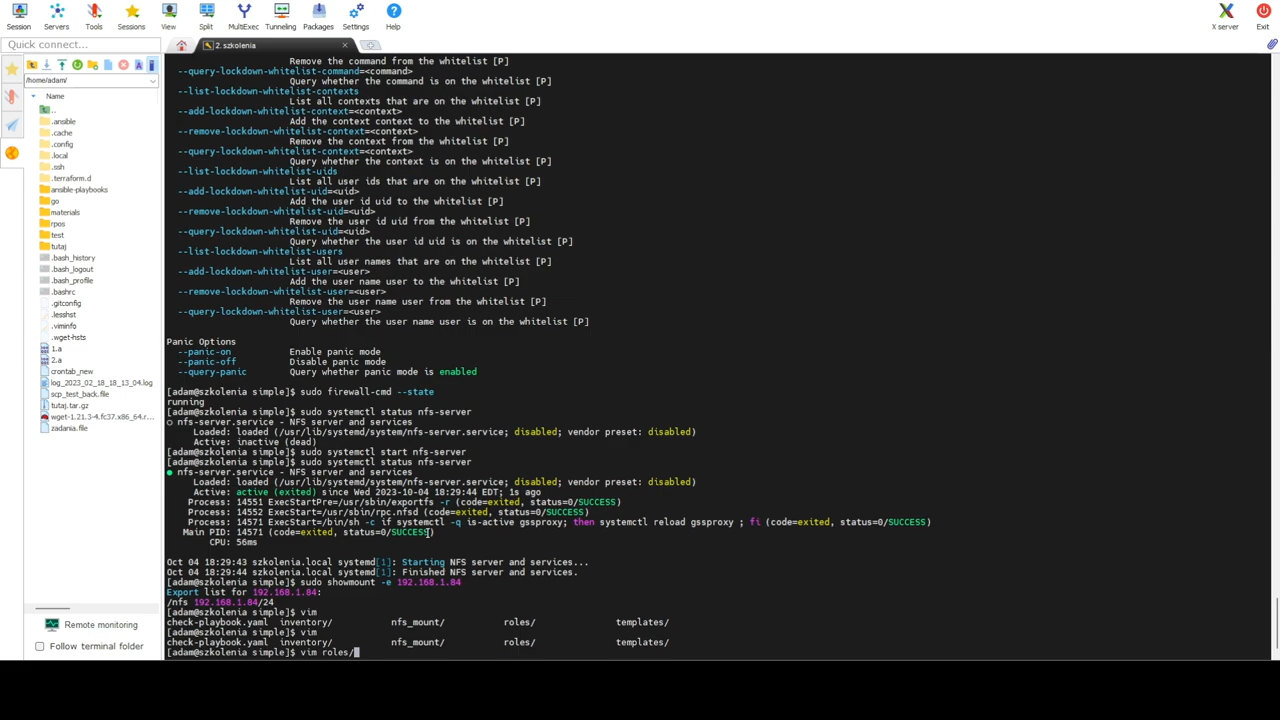 Session Servers Tools Sessions View Split MultiExec Tunneling Packages Settings Help X server Exit
Quick connect...
2. szkolenia
/home/adam/
Name
..
.ansible
.cache
.config
.local
.ssh
.terraform.d
ansible-playbooks
go
materials
rpos
test
tutaj
.bash_history
.bash_logout
.bash_profile
.bashrc
.gitconfig
.lesshst
.viminfo
.wget-hsts
1.a
2.a
crontab_new
log_2023_02_18_18_13_04.log
scp_test_back.file
tutaj.tar.gz
wget-1.21.3-4.fc37.x86_64.r...
zadania.file
Remote monitoring
Follow terminal folder
Remove the command from the whitelist [P]
--query-lockdown-whitelist-command=<command>
Query whether the command is on the whitelist [P]
--list-lockdown-whitelist-contexts
List all contexts that are on the whitelist [P]
--add-lockdown-whitelist-context=<context>
Add the context context to the whitelist [P]
--remove-lockdown-whitelist-context=<context>
Remove the context from the whitelist [P]
--query-lockdown-whitelist-context=<context>
Query whether the context is on the whitelist [P]
--list-lockdown-whitelist-uids
List all user ids that are on the whitelist [P]
--add-lockdown-whitelist-uid=<uid>
Add the user id uid to the whitelist [P]
--remove-lockdown-whitelist-uid=<uid>
Remove the user id uid from the whitelist [P]
--query-lockdown-whitelist-uid=<uid>
Query whether the user id uid is on the whitelist [P]
--list-lockdown-whitelist-users
List all user names that are on the whitelist [P]
--add-lockdown-whitelist-user=<user>
Add the user name user to the whitelist [P]
--remove-lockdown-whitelist-user=<user>
Remove the user name user from the whitelist [P]
--query-lockdown-whitelist-user=<user>
Query whether the user name user is on the whitelist [P]
Panic Options
--panic-on Enable panic mode
--panic-off Disable panic mode
--query-panic Query whether panic mode is enabled
[adam@szkolenia simple]$ sudo firewall-cmd --state
running
[adam@szkolenia simple]$ sudo systemctl status nfs-server
○ nfs-server.service - NFS server and services
Loaded: loaded (/usr/lib/systemd/system/nfs-server.service; disabled; vendor preset: disabled)
Active: inactive (dead)
[adam@szkolenia simple]$ sudo systemctl start nfs-server
[adam@szkolenia simple]$ sudo systemctl status nfs-server
● nfs-server.service - NFS server and services
Loaded: loaded (/usr/lib/systemd/system/nfs-server.service; disabled; vendor preset: disabled)
Active: active (exited) since Wed 2023-10-04 18:29:44 EDT; 1s ago
Process: 14551 ExecStartPre=/usr/sbin/exportfs -r (code=exited, status=0/SUCCESS)
Process: 14552 ExecStart=/usr/sbin/rpc.nfsd (code=exited, status=0/SUCCESS)
Process: 14571 ExecStart=/bin/sh -c if systemctl -q is-active gssproxy; then systemctl reload gssproxy ; fi (code=exited, status=0/SUCCESS)
Main PID: 14571 (code=exited, status=0/SUCCESS)
CPU: 56ms
Oct 04 18:29:43 szkolenia.local systemd[1]: Starting NFS server and services...
Oct 04 18:29:44 szkolenia.local systemd[1]: Finished NFS server and services.
[adam@szkolenia simple]$ sudo showmount -e 192.168.1.84
Export list for 192.168.1.84:
/nfs 192.168.1.84/24
[adam@szkolenia simple]$ vim
check-playbook.yaml inventory/ nfs_mount/ roles/ templates/
[adam@szkolenia simple]$ vim
check-playbook.yaml inventory/ nfs_mount/ roles/ templates/
[adam@szkolenia simple]$ vim roles/